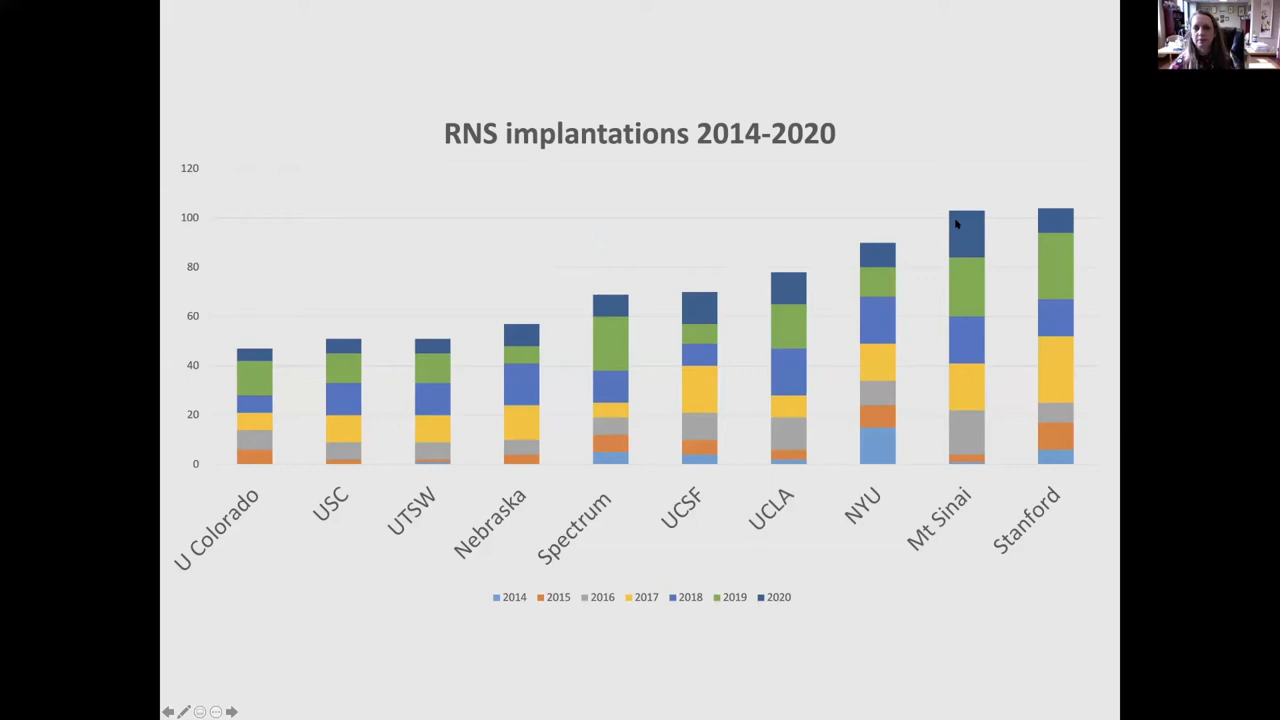 RNS implantations 2014-2020
120
100
80
60
40
20
0
U Colorado
USC
UTSW
Nebraska
Spectrum
UCSF
UCLA
NYU
Mt Sinai
Stanford
2014 2015 2016 2017 2018 2019 2020